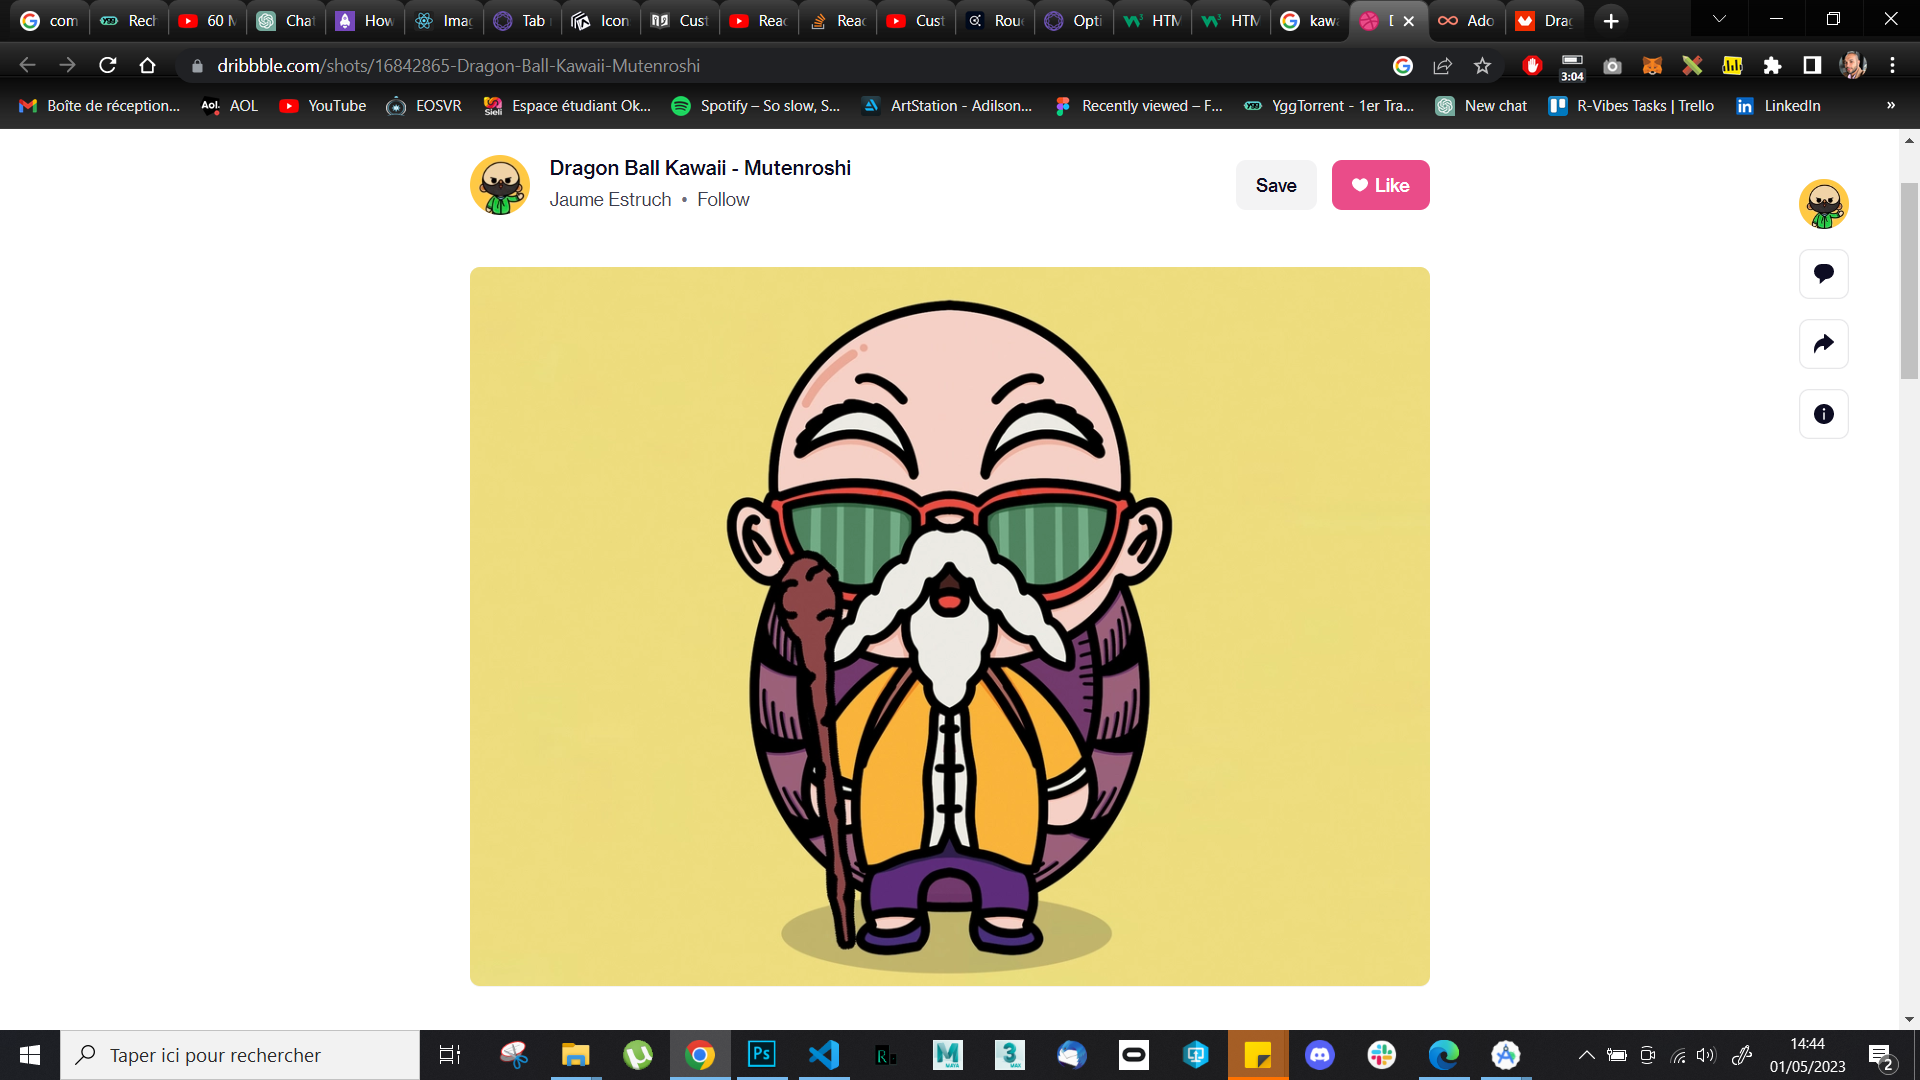 com
Rech
60 M
Chat
How
Imag
Tab
Icon
Cust
Reac
Reac
Cust
Rou
Opti
HTM
HTM
kaw
Ado
Drag
dribbble.com/shots/16842865-Dragon-Ball-Kawaii-Mutenroshi
3:04
Boîte de réception...
Aol.
AOL
YouTube
EOSVR
Espace étudiant Ok...
Spotify – So slow, S...
ArtStation - Adilson...
Recently viewed – F...
YggTorrent - 1er Tra...
New chat
R-Vibes Tasks | Trello
LinkedIn
»
Dragon Ball Kawaii - Mutenroshi
Jaume Estruch • Follow
Save
Like
Taper ici pour rechercher
Ps
14:44
01/05/2023
2